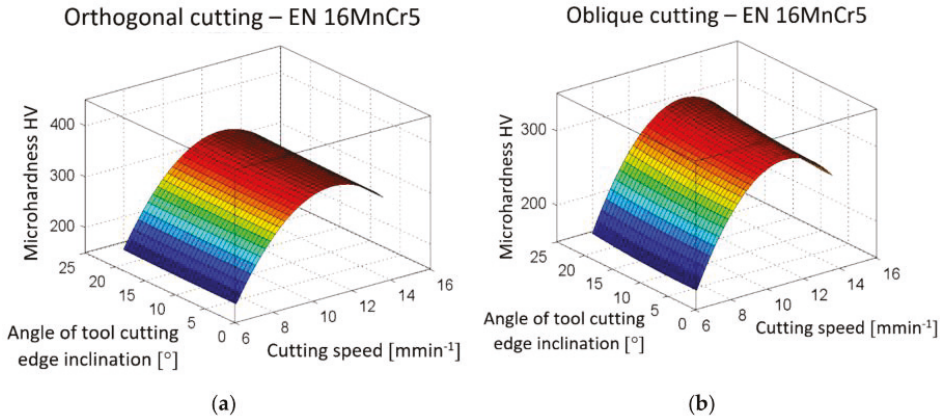 Orthogonal cutting – EN 16MnCr5
Microhardness HV
400
300
200
25
20
15
10
5
0
6
8
10
12
14
16
Angle of tool cutting
edge inclination [°]
Cutting speed [mmin⁻¹]
(a)
Oblique cutting – EN 16MnCr5
Microhardness HV
300
200
25
20
15
10
5
0
6
8
10
12
14
16
Angle of tool cutting
edge inclination [°]
Cutting speed [mmin⁻¹]
(b)